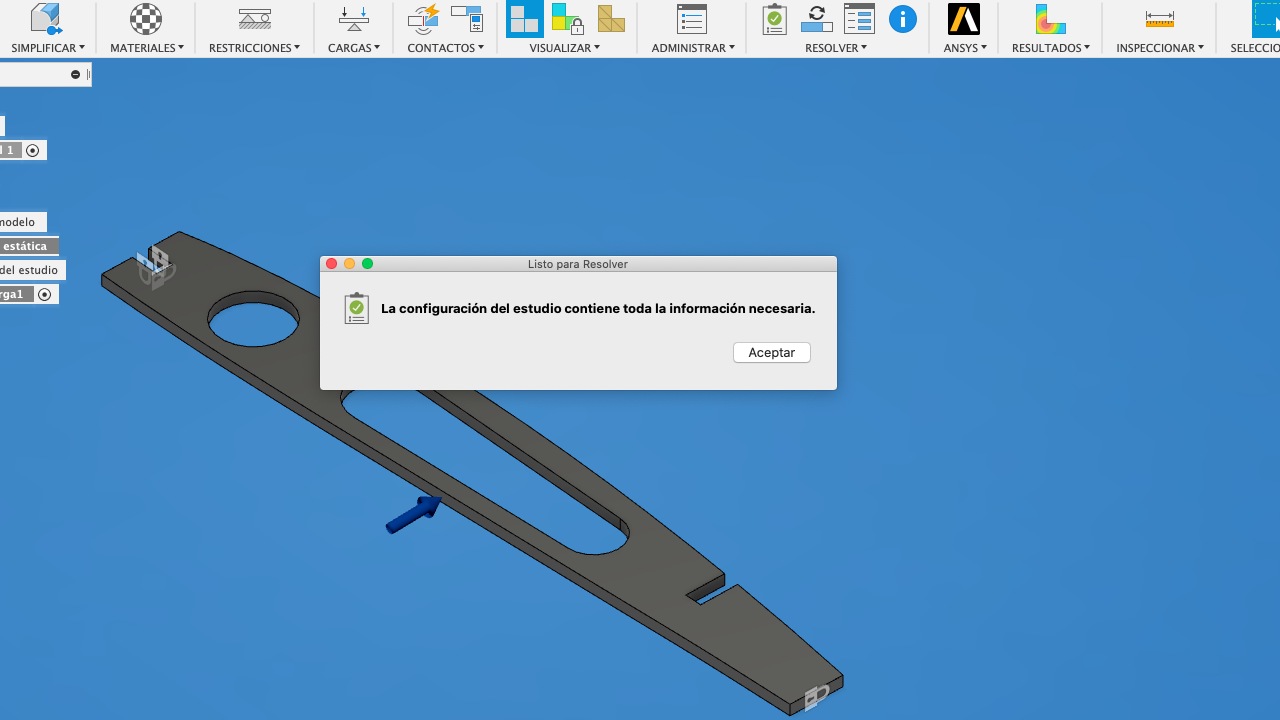 SIMPLIFICAR
MATERIALES
RESTRICCIONES
CARGAS
CONTACTOS
VISUALIZAR
ADMINISTRAR
RESOLVER
ANSYS
RESULTADOS
INSPECCIONAR
SELECCIO
l 1
modelo
estática
del estudio
rga1
Listo para Resolver
La configuración del estudio contiene toda la información necesaria.
Aceptar